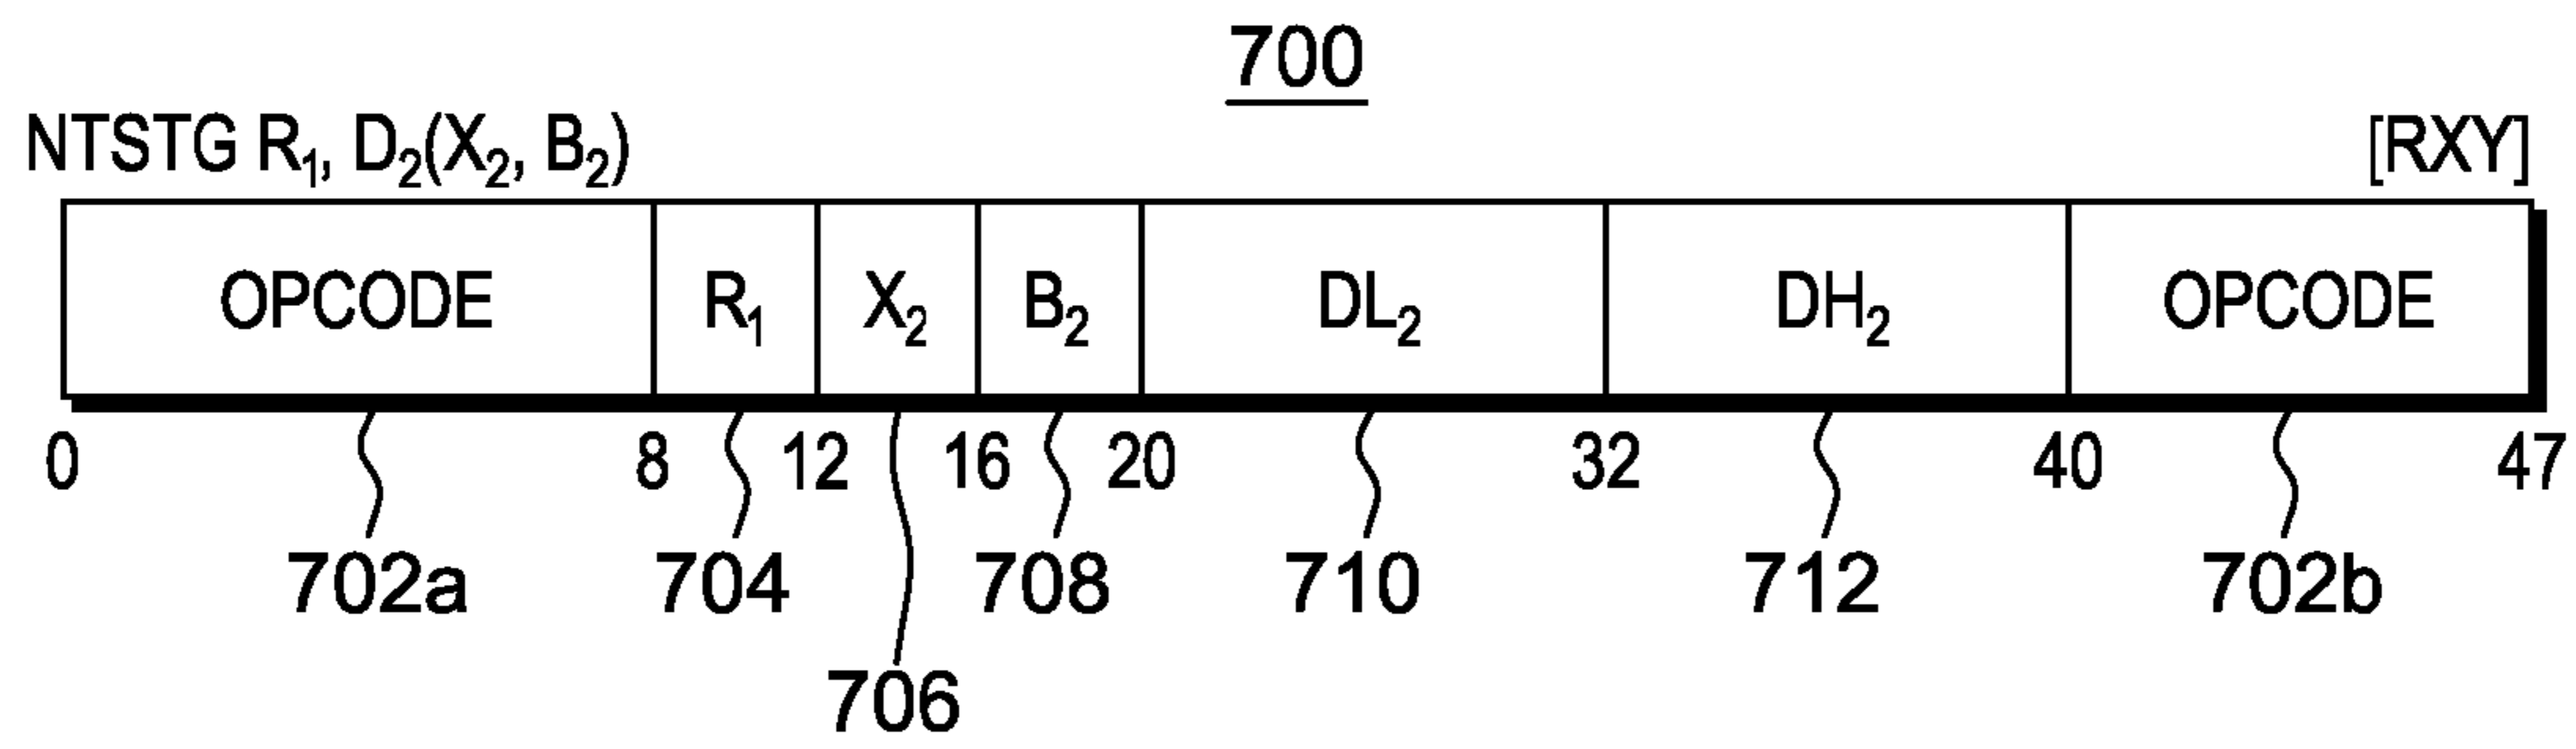 700
NTSTG R₁, D₂(X₂, B₂) [RXY]
OPCODE R₁ X₂ B₂ DL₂ DH₂ OPCODE
0 8 12 16 20 32 40 47
702a 704 708 710 712 702b
706